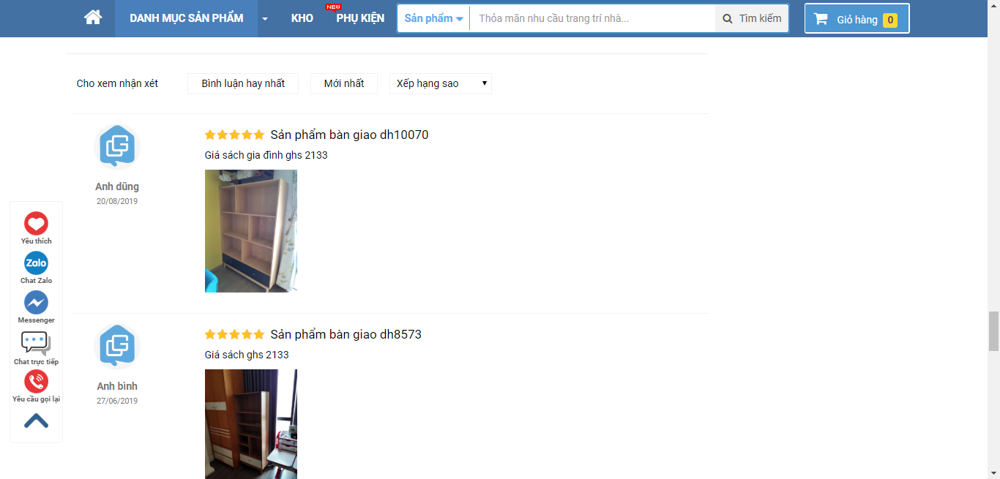 DANH MỤC SẢN PHẨM
KHO
NEW
PHỤ KIỆN
Sản phẩm
Thỏa mãn nhu cầu trang trí nhà...
Tìm kiếm
Giỏ hàng 0
Cho xem nhận xét
Bình luận hay nhất
Mới nhất
Xếp hạng sao
Sản phẩm bàn giao dh10070
Giá sách gia đình ghs 2133
Anh dũng
20/08/2019
Sản phẩm bàn giao dh8573
Giá sách ghs 2133
Anh bình
27/06/2019
Yêu thích
Zalo
Chat Zalo
Messenger
Chat trực tiếp
Yêu cầu gọi lại